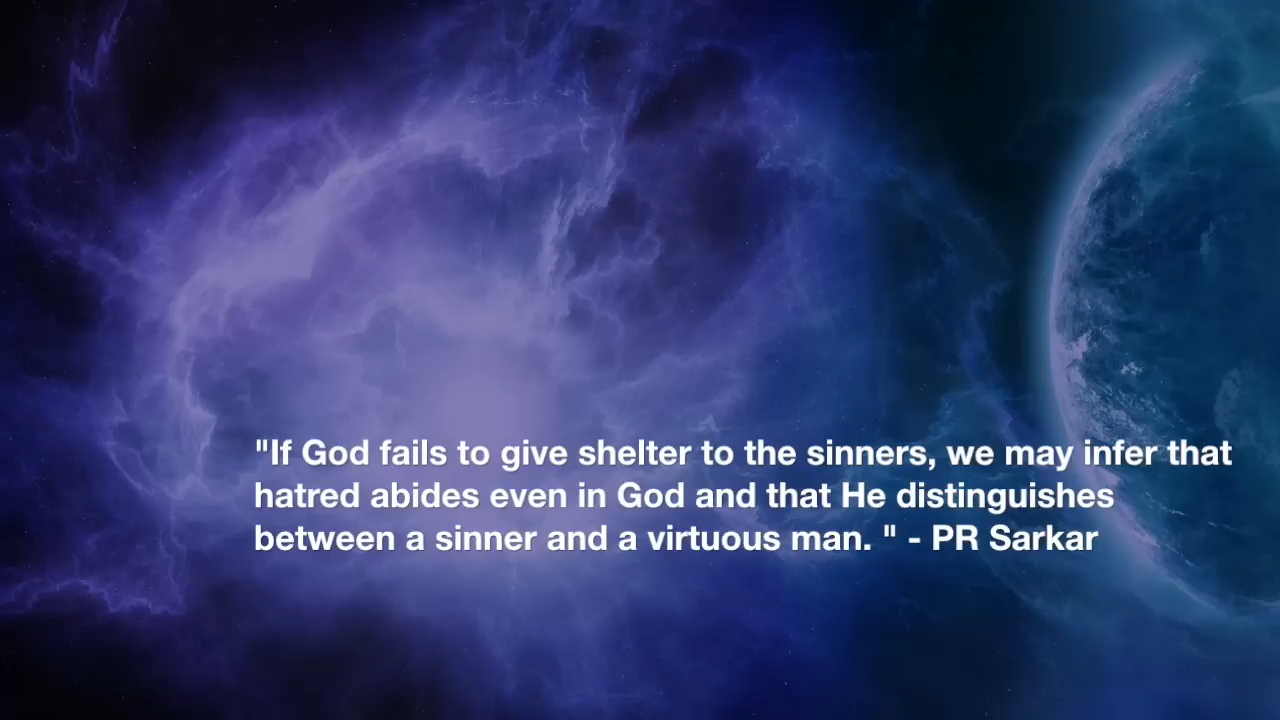 "If God fails to give shelter to the sinners, we may infer that
hatred abides even in God and that He distinguishes
between a sinner and a virtuous man. " - PR Sarkar